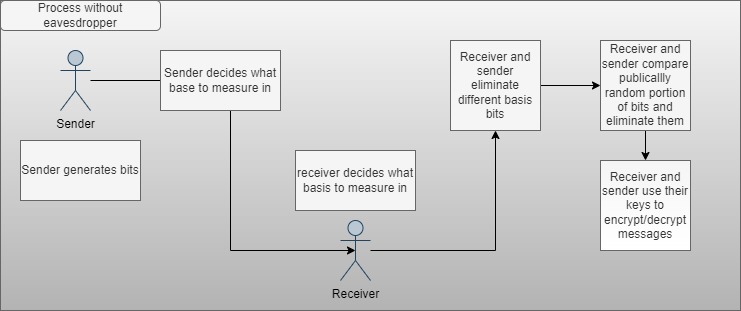 Process without
eavesdropper
Sender
Sender decides what
base to measure in
Sender generates bits
receiver decides what
basis to measure in
Receiver
Receiver and
sender
eliminate
different basis
bits
Receiver and
sender compare
publicallly
random portion
of bits and
eliminate them
Receiver and
sender use their
keys to
encrypt/decrypt
messages